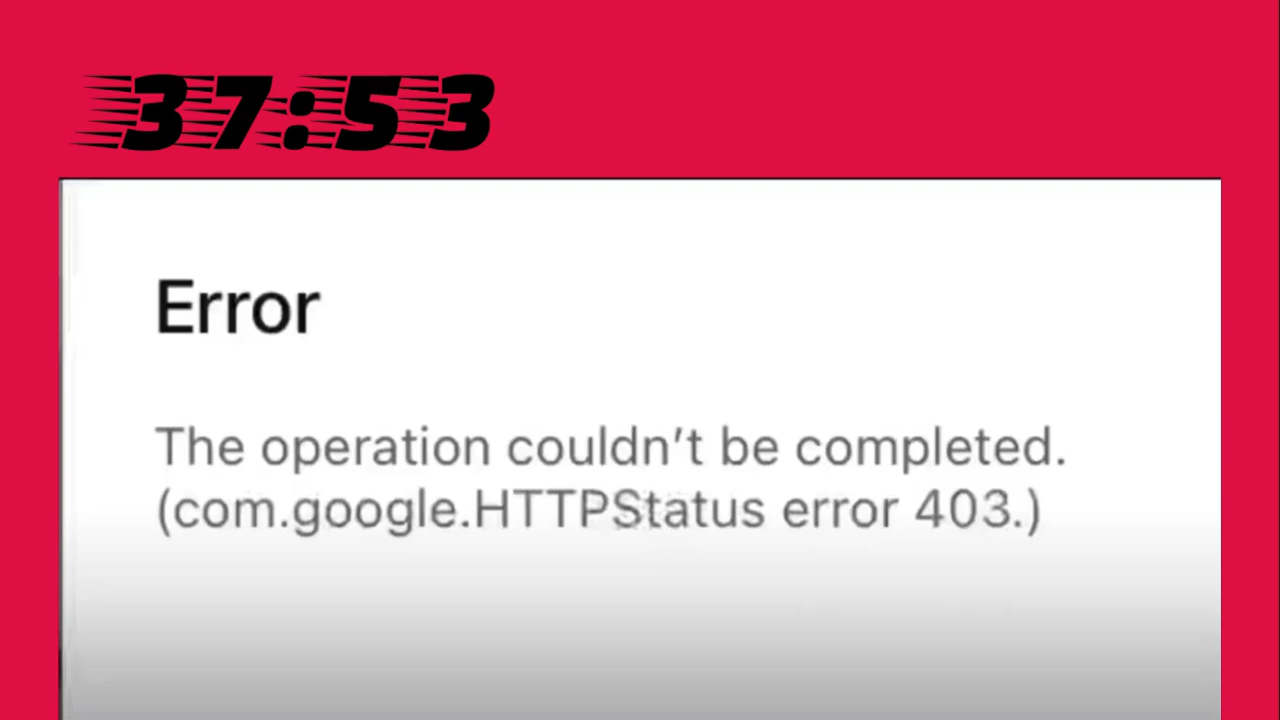 37:53
Error
The operation couldn’t be completed.
(com.google.HTTPStatus error 403.)